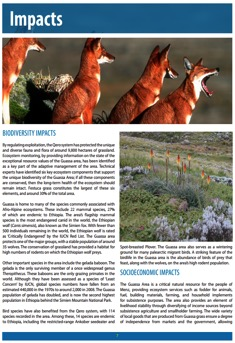 Impacts
BIODIVERSITY IMPACTS
By regulating exploitation, the Qero system has protected the unique
and diverse fauna and flora of around 9,800 hectares of grassland.
Ecosystem monitoring, by providing information on the state of the
exceptional resource values of the Guassa area, has been identified
as a key part of the adaptive management of the area. Technical
experts have identified six key ecosystem components that support
the unique biodiversity of the Guassa Area; if all these components
are conserved, then the long-term health of the ecosystem should
remain intact. Festuca grass constitutes the largest of these six
elements, and around 30% of the total area.
Guassa is home to many of the species commonly associated with
Afro-Alpine ecosystems. These include 22 mammal species, 27%
of which are endemic to Ethiopia. The area's flagship mammal
species is the most endangered canid in the world, the Ethiopian
wolf (Canis simensis), also known as the Simien fox. With fewer than
500 individuals remaining in the world, the Ethiopian wolf is rated
as 'Critically Endangered' by the IUCN Red List. The Guassa area
protects one of the major groups, with a stable population of around
wolves. The conservation of grassland has provided a habitat for
high numbers of rodents on which the Ethiopian wolf preys.
Other important species in the area include the gelada baboon. The
gelada is the only surviving member of a once widespread genus
Theropithecus. These baboons are the only grazing primates in the
world. Although they have been assessed as a species of 'Least
Concern' by IUCN, global species numbers have fallen from an
estimated 440,000 in the 1970s to around 2,000 in 2008. The Guassa
population of gelada has doubled, and is now the second highest
population in Ethiopia behind the Simien Mountain National Park.
Bird species have also benefited from the Qero system, with 114
species recorded in the area. Among these, 14 species are endemic
to Ethiopia, including the restricted-range Ankober seedeater and
Spot-breasted Plover. The Guassa area also serves as a wintering
ground for many palearctic migrant birds. A striking feature of the
birdlife in the Guassa area is the abundance of birds of prey that
feast, along with the wolves, on the area's high rodent population.
SOCIOECONOMIC IMPACTS
The Guassa Area is a critical natural resource for the people of
Menz, providing ecosystem services such as fodder for animals,
fuel, building materials, farming, and household implements
for subsistence purposes. The area also provides an element of
livelihood stability through diversifying of income sources beyond
subsistence agriculture and smallholder farming. The wide variety
of local goods that are produced from Guassa grass ensure a degree
of independence from markets and the government, allowing